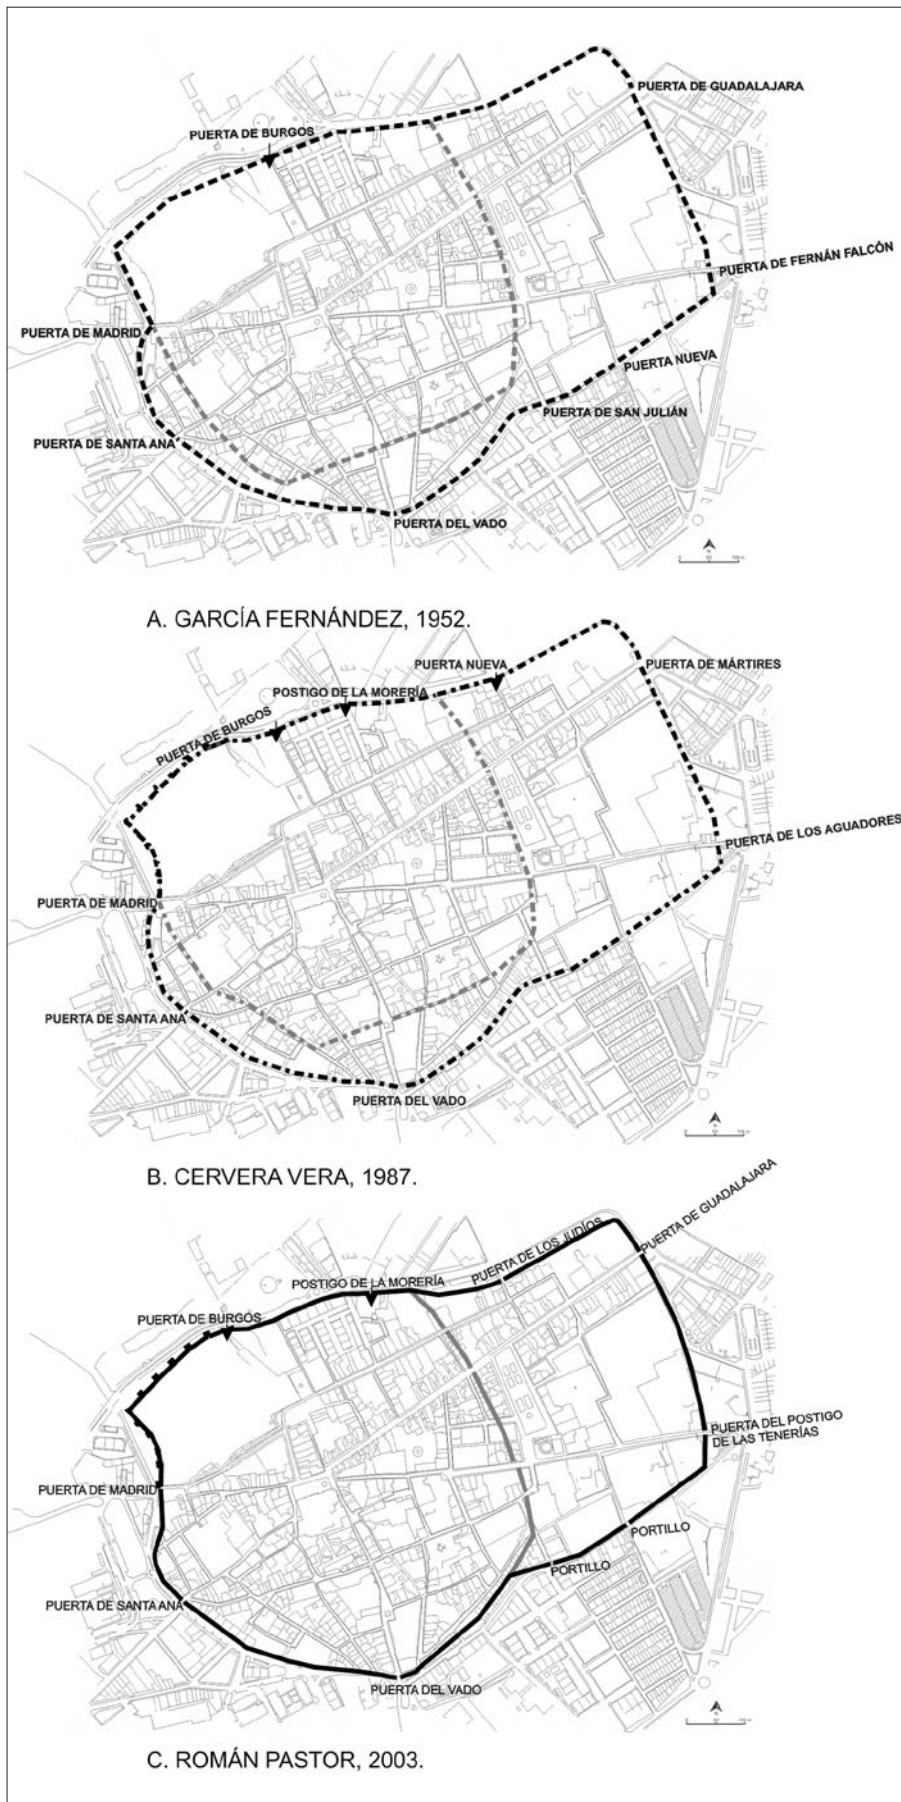 PUERTA DE GUADALAJARA
PUERTA DE BURGOS
PUERTA DE FERNÁN FALCÓN
PUERTA DE MADRID
PUERTA NUEVA
PUERTA DE SAN JULIÁN
PUERTA DE SANTA ANA
PUERTA DEL VADO
A. GARCÍA FERNÁNDEZ, 1952.
PUERTA NUEVA
PUERTA DE MÁRTIRES
POSTIGO DE LA MORERÍA
PUERTA DE BURGOS
PUERTA DE LOS AGUADORES
PUERTA DE MADRID
PUERTA DE SANTA ANA
PUERTA DEL VADO
B. CERVERA VERA, 1987.
PUERTA DE GUADALAJARA
PUERTA DE LOS JUDÍOS
POSTIGO DE LA MORERÍA
PUERTA DE BURGOS
PUERTA DEL POSTIGO
DE LAS TENERÍAS
PUERTA DE MADRID
PORTILLO
PORTILLO
PUERTA DE SANTA ANA
PUERTA DEL VADO
C. ROMÁN PASTOR, 2003.